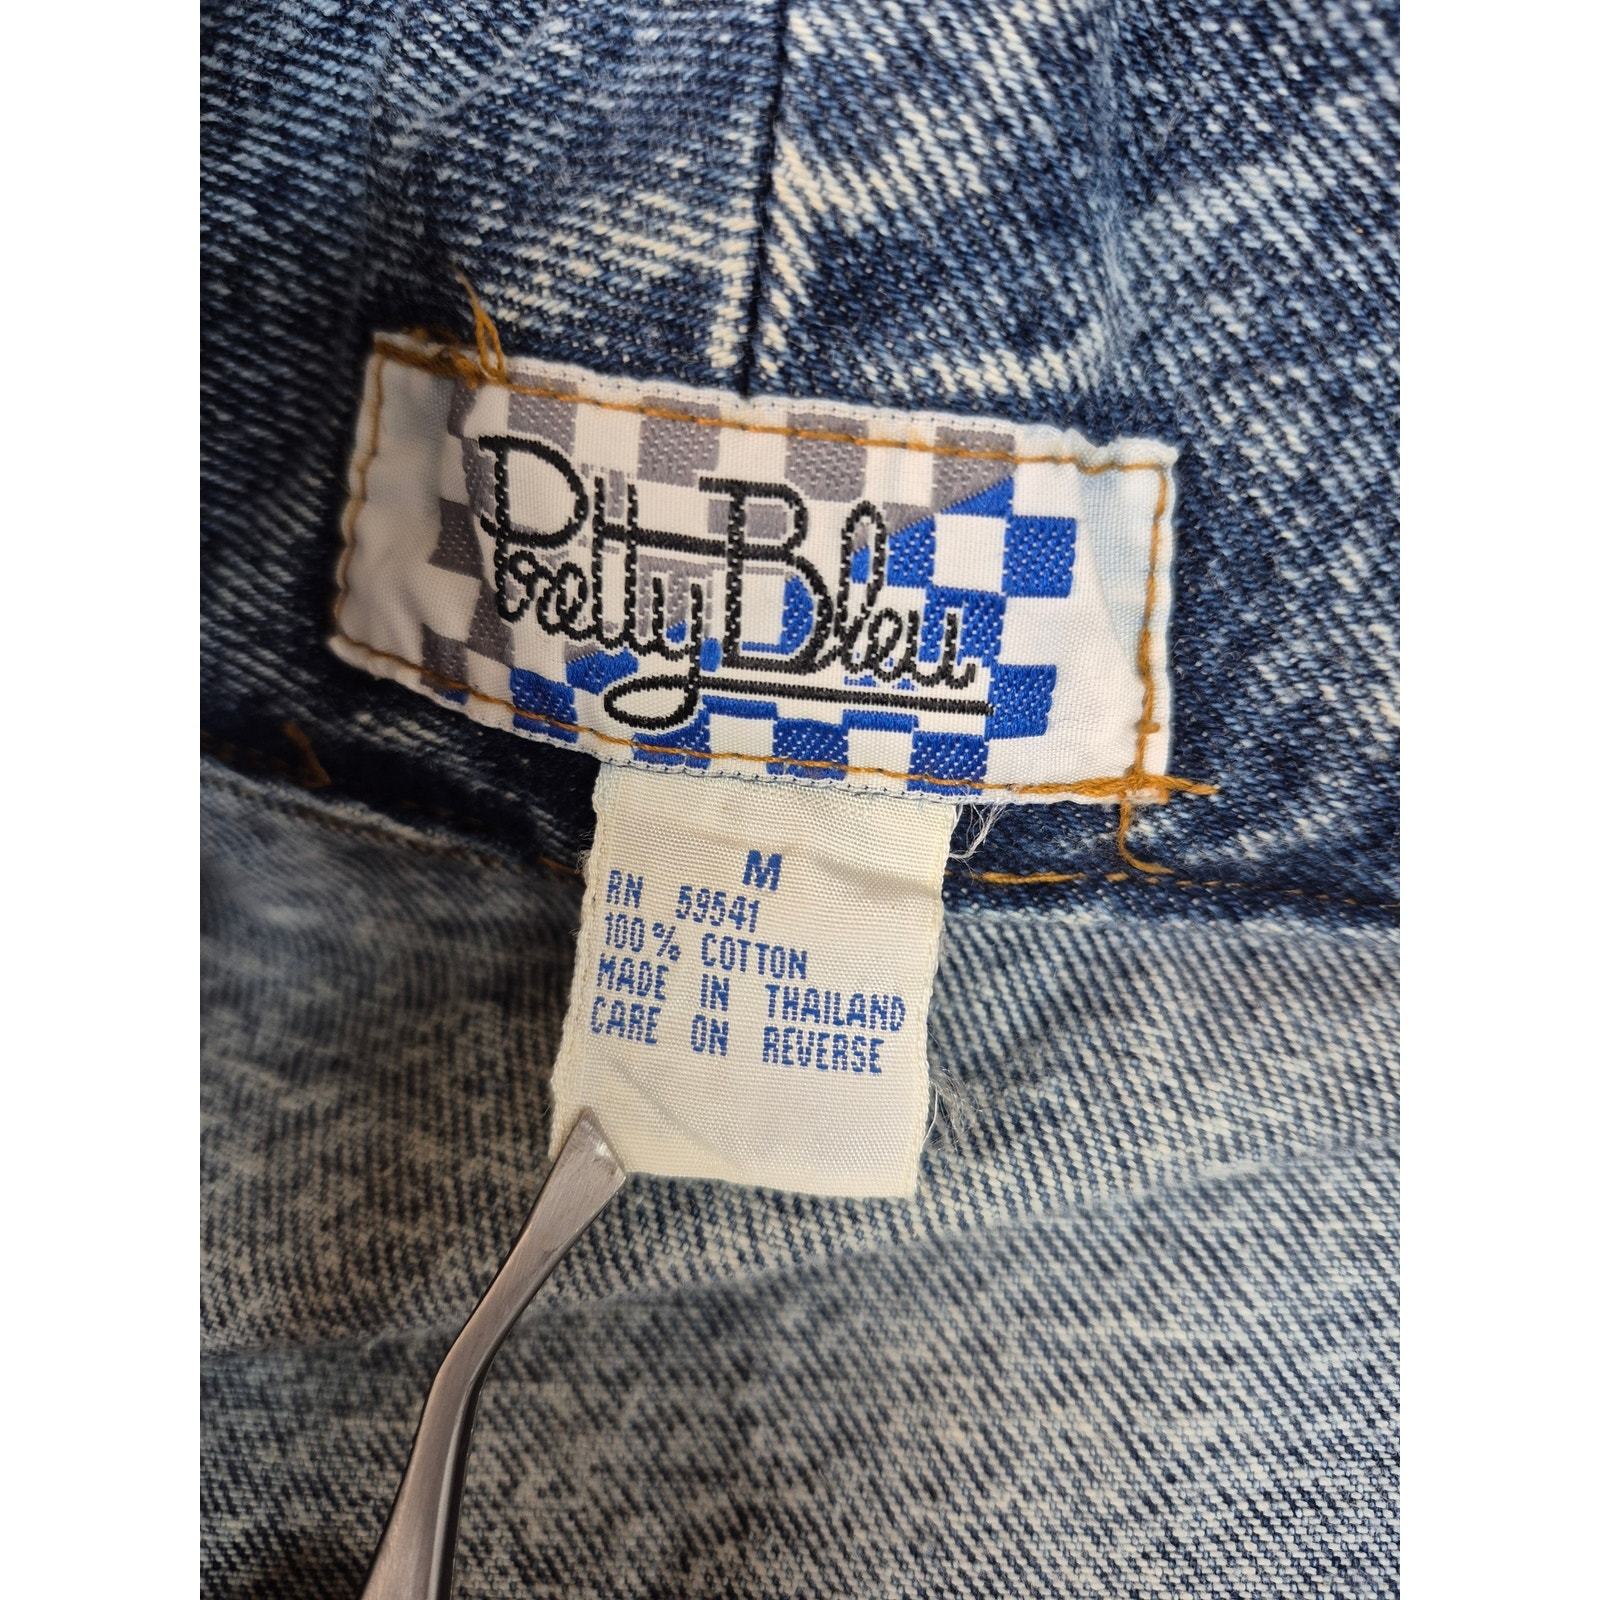 Pretty Bleu
M
RN 59541
100% COTTON
MADE IN THAILAND
CARE ON REVERSE